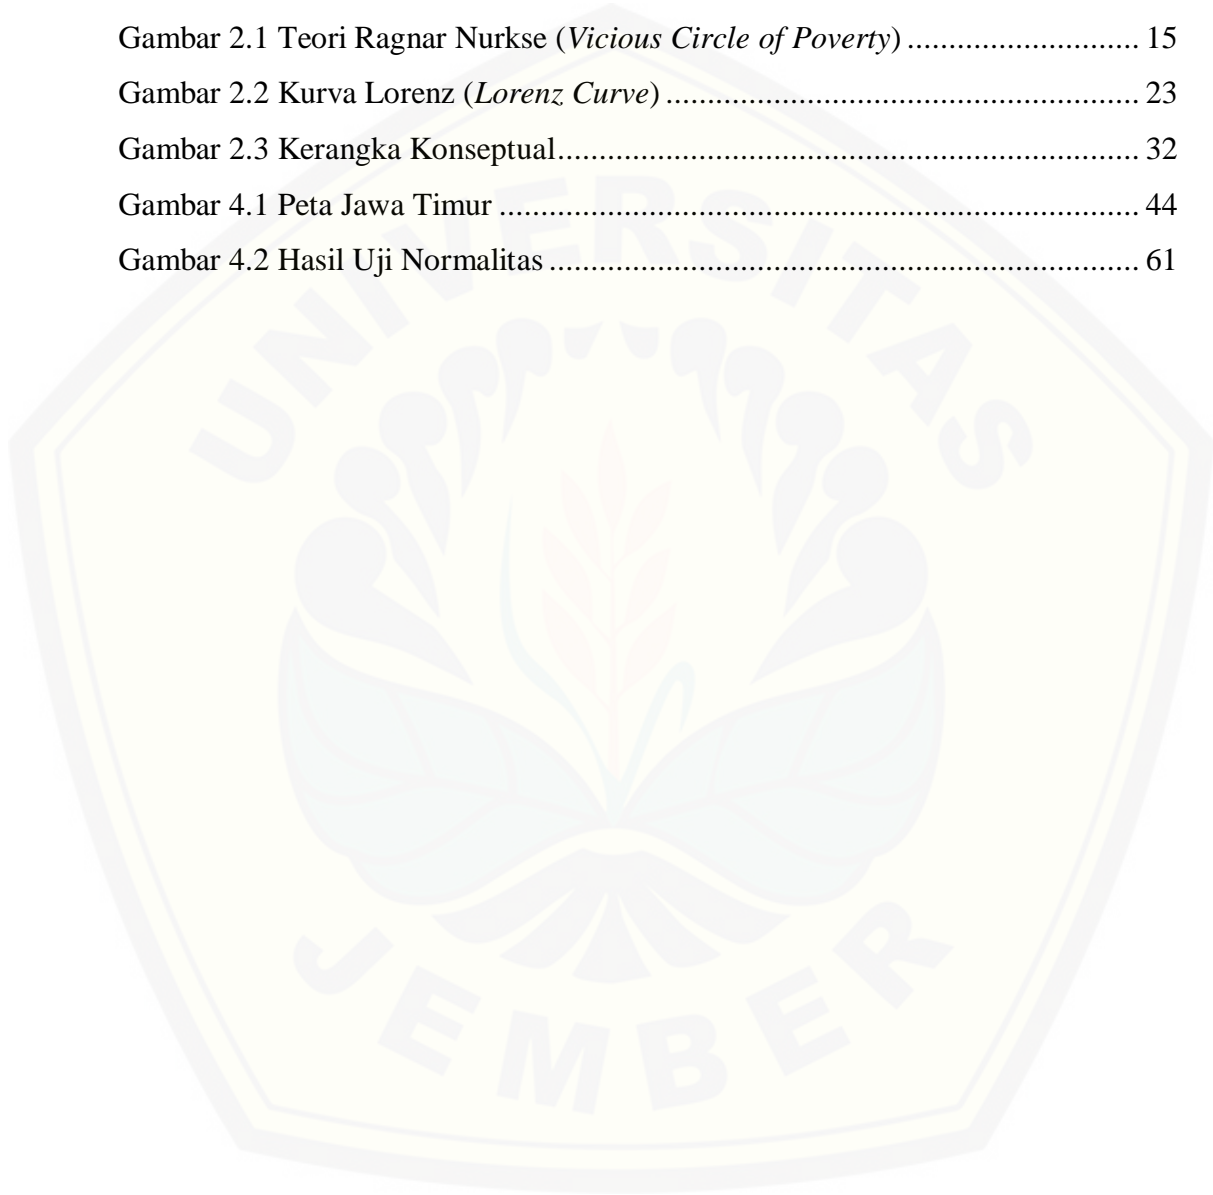 Gambar 2.1 Teori Ragnar Nurkse (Vicious Circle of Poverty) ............................. 15
Gambar 2.2 Kurva Lorenz (Lorenz Curve) ........................................................... 23
Gambar 2.3 Kerangka Konseptual......................................................................... 32
Gambar 4.1 Peta Jawa Timur ................................................................................ 44
Gambar 4.2 Hasil Uji Normalitas .......................................................................... 61
UNIVERSITAS
JEMBER